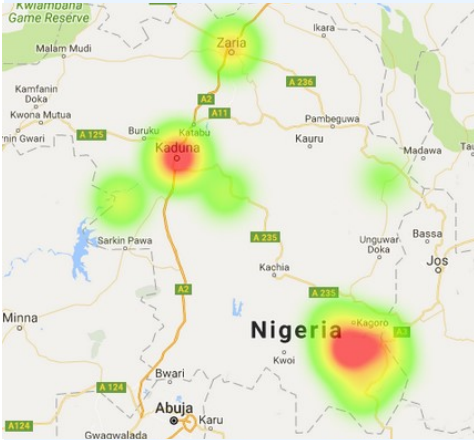 Kwiambana
Game Reserve
Zaria
Ikara
Malam Mudi
A 236
Kamfanin
Doka
A2
A11
Kwona Mutua
Pambeguwa
A 125
Buruku
Katabu
Kauru
nin Gwari
Madawa
Kaduna
Sarkin Pawa
A 235
Unguwar
Doka
Bassa
Jos
Kachia
A2
A 235
Minna
Nigeria
Kagoro
A3
Kwoi
Bwari
A 124
Abuja
Karu
A124
Gwagwalada